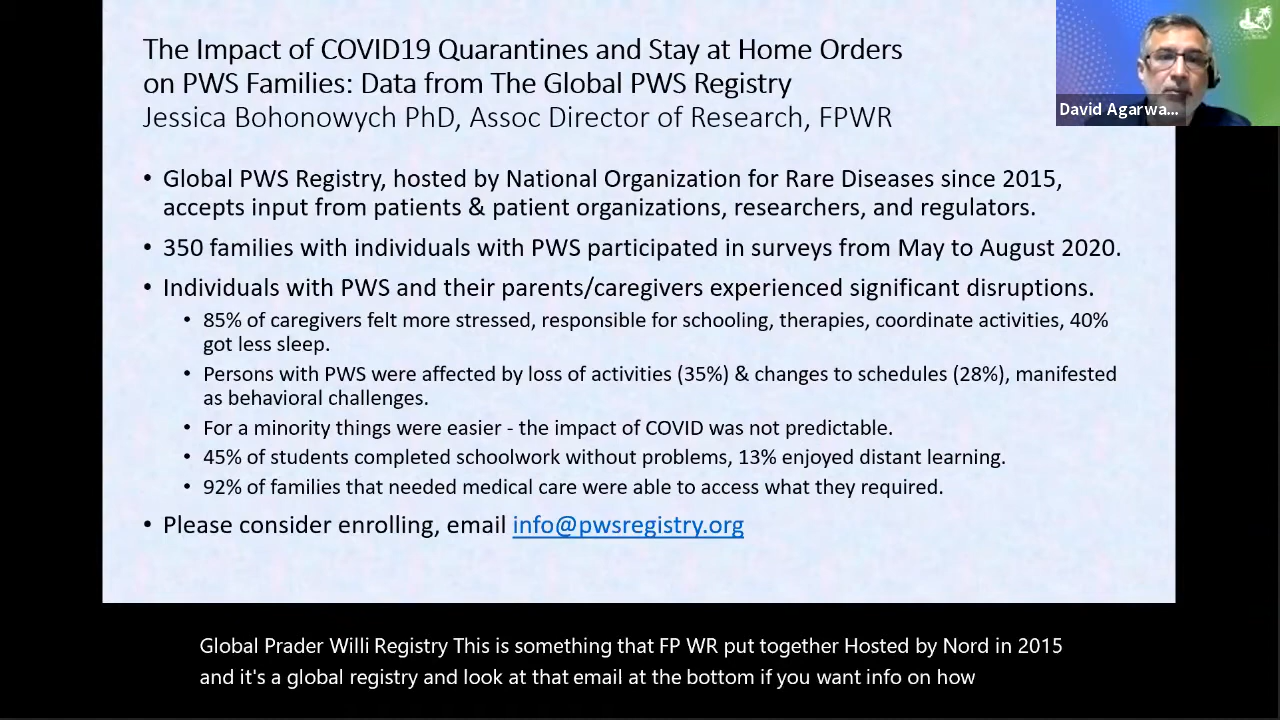 The Impact of COVID19 Quarantines and Stay at Home Orders
on PWS Families: Data from The Global PWS Registry
Jessica Bohonowych PhD, Assoc Director of Research, FPWR
David Agarwa...
• Global PWS Registry, hosted by National Organization for Rare Diseases since 2015,
accepts input from patients & patient organizations, researchers, and regulators.
• 350 families with individuals with PWS participated in surveys from May to August 2020.
• Individuals with PWS and their parents/caregivers experienced significant disruptions.
• 85% of caregivers felt more stressed, responsible for schooling, therapies, coordinate activities, 40%
got less sleep.
• Persons with PWS were affected by loss of activities (35%) & changes to schedules (28%), manifested
as behavioral challenges.
• For a minority things were easier - the impact of COVID was not predictable.
• 45% of students completed schoolwork without problems, 13% enjoyed distant learning.
• 92% of families that needed medical care were able to access what they required.
• Please consider enrolling, email info@pwsregistry.org
Global Prader Willi Registry This is something that FP WR put together Hosted by Nord in 2015
and it's a global registry and look at that email at the bottom if you want info on how